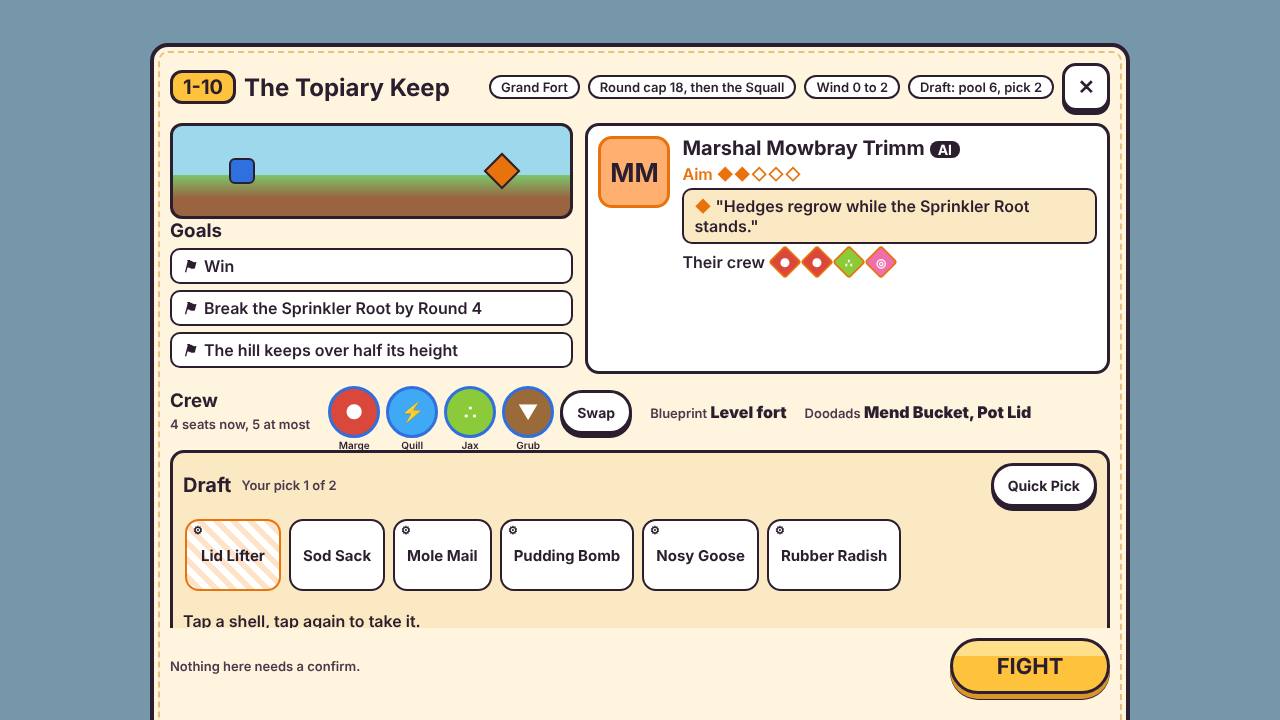 1-10
The Topiary Keep
Grand Fort
Round cap 18, then the Squall
Wind 0 to 2
Draft: pool 6, pick 2
✕
MM
Marshal Mowbray Trimm AI
Aim
"Hedges regrow while the Sprinkler Root
stands."
Their crew
Goals
Win
Break the Sprinkler Root by Round 4
The hill keeps over half its height
Crew
4 seats now, 5 at most
Marge
Quill
Jax
Grub
Swap
Blueprint Level fort
Doodads Mend Bucket, Pot Lid
Draft
Your pick 1 of 2
Quick Pick
Lid Lifter
Sod Sack
Mole Mail
Pudding Bomb
Nosy Goose
Rubber Radish
Tap a shell, tap again to take it.
Nothing here needs a confirm.
FIGHT